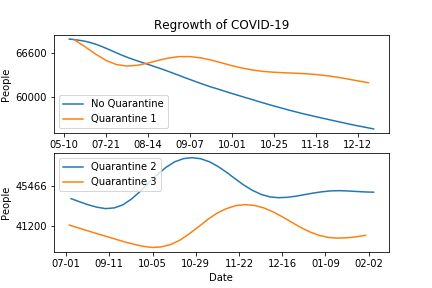 Regrowth of COVID-19
People
66600
60000
No Quarantine
Quarantine 1
05-10 07-21 08-14 09-07 10-01 10-25 11-18 12-12
People
45466
41200
Quarantine 2
Quarantine 3
07-01 09-11 10-05 10-29 11-22 12-16 01-09 02-02
Date